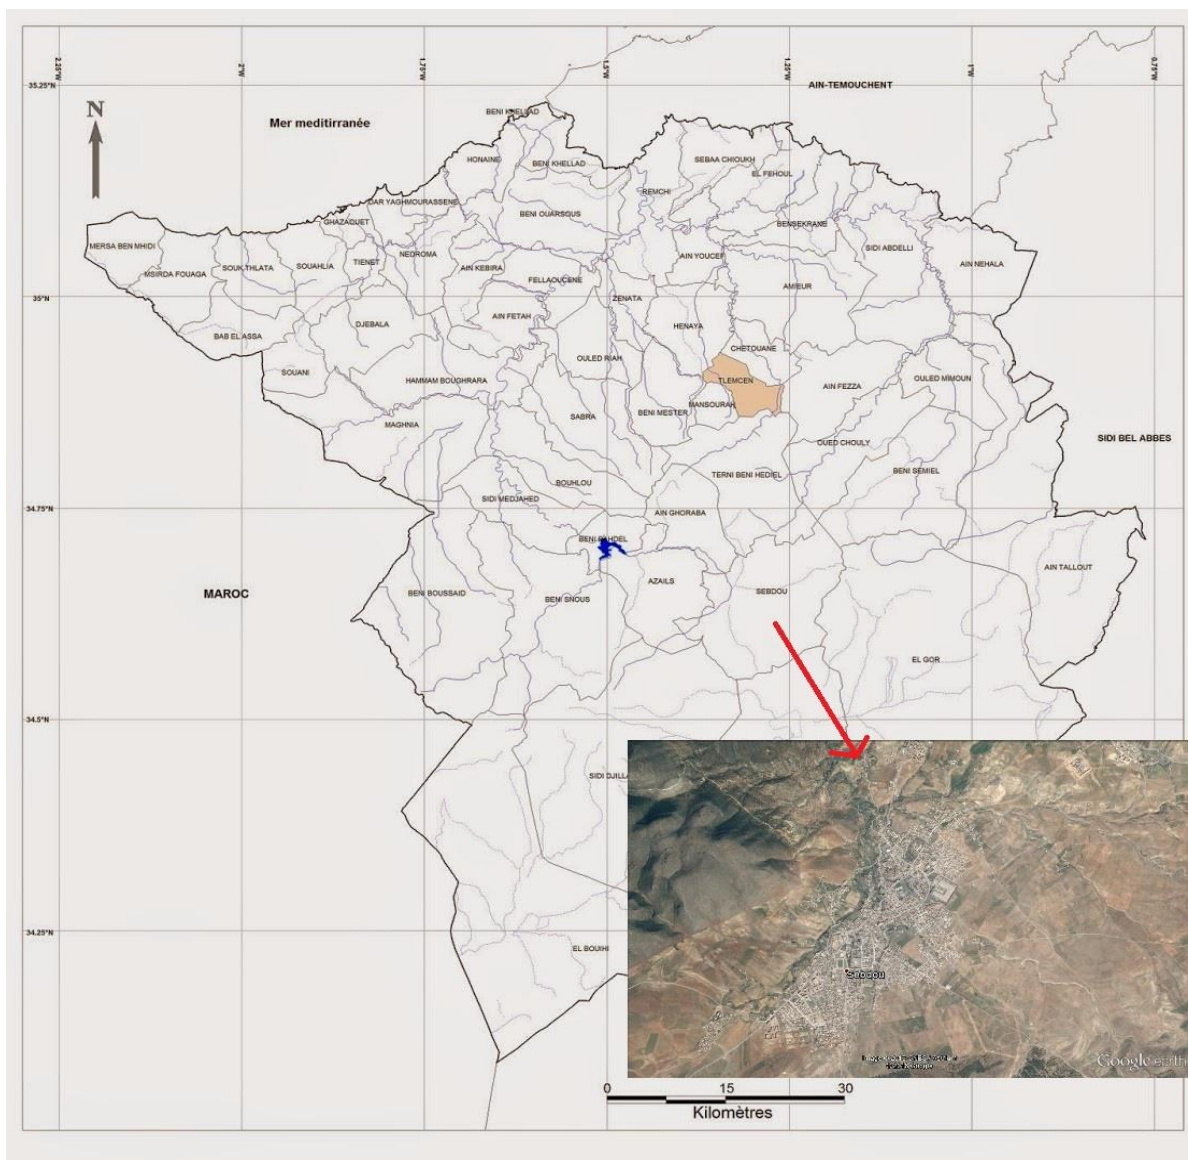 2.25°W
2°W
1.75°W
1.5°W
1.25°W
1°W
0.75°W
35.25°N
AIN-TEMOUCHENT
N
Mer meditirranée
BENI KHELLAD
HONAINE
BENI KHELLAD
SEBAA CHIOUKH
EL FEHOUL
REMCHI
DAR YAGHMOURASSENE
GHAZAOUET
BENI OUARSOUS
BENSEKRANE
MERSA BEN MHIDI
MSIRDA FOUAGA
SOUK THLATA
SOUAHLIA
TIENET
NEDROMA
AIN KEBIRA
FELLAOUCENE
AIN YOUCEF
SIDI ABDELLI
AIN NEHALA
AMIEUR
35°N
ZENATA
BAB EL ASSA
DJEBALA
AIN FETAH
HENAYA
CHETOUANE
OULED RIAH
SOUANI
HAMMAM BOUGHRARA
TLEMCEN
AIN FEZZA
OULED MIMOUN
MAGHNIA
SABRA
BENI MESTER
MANSOURAH
OUED CHOULY
SIDI BEL ABBES
BENI SEMIEL
TERNI BENI HEDIEL
BOUHLOU
SIDI MEDJAHED
34.75°N
AIN GHORABA
MAROC
BENI BOUSSAID
BENI SNOUS
AZAILS
SEBDOU
AIN TALLOUT
EL GOR
34.5°N
SIDI DJILLA
34.25°N
EL BOUIHI
Sebdou
Google earth
0 15 30
Kilomètres